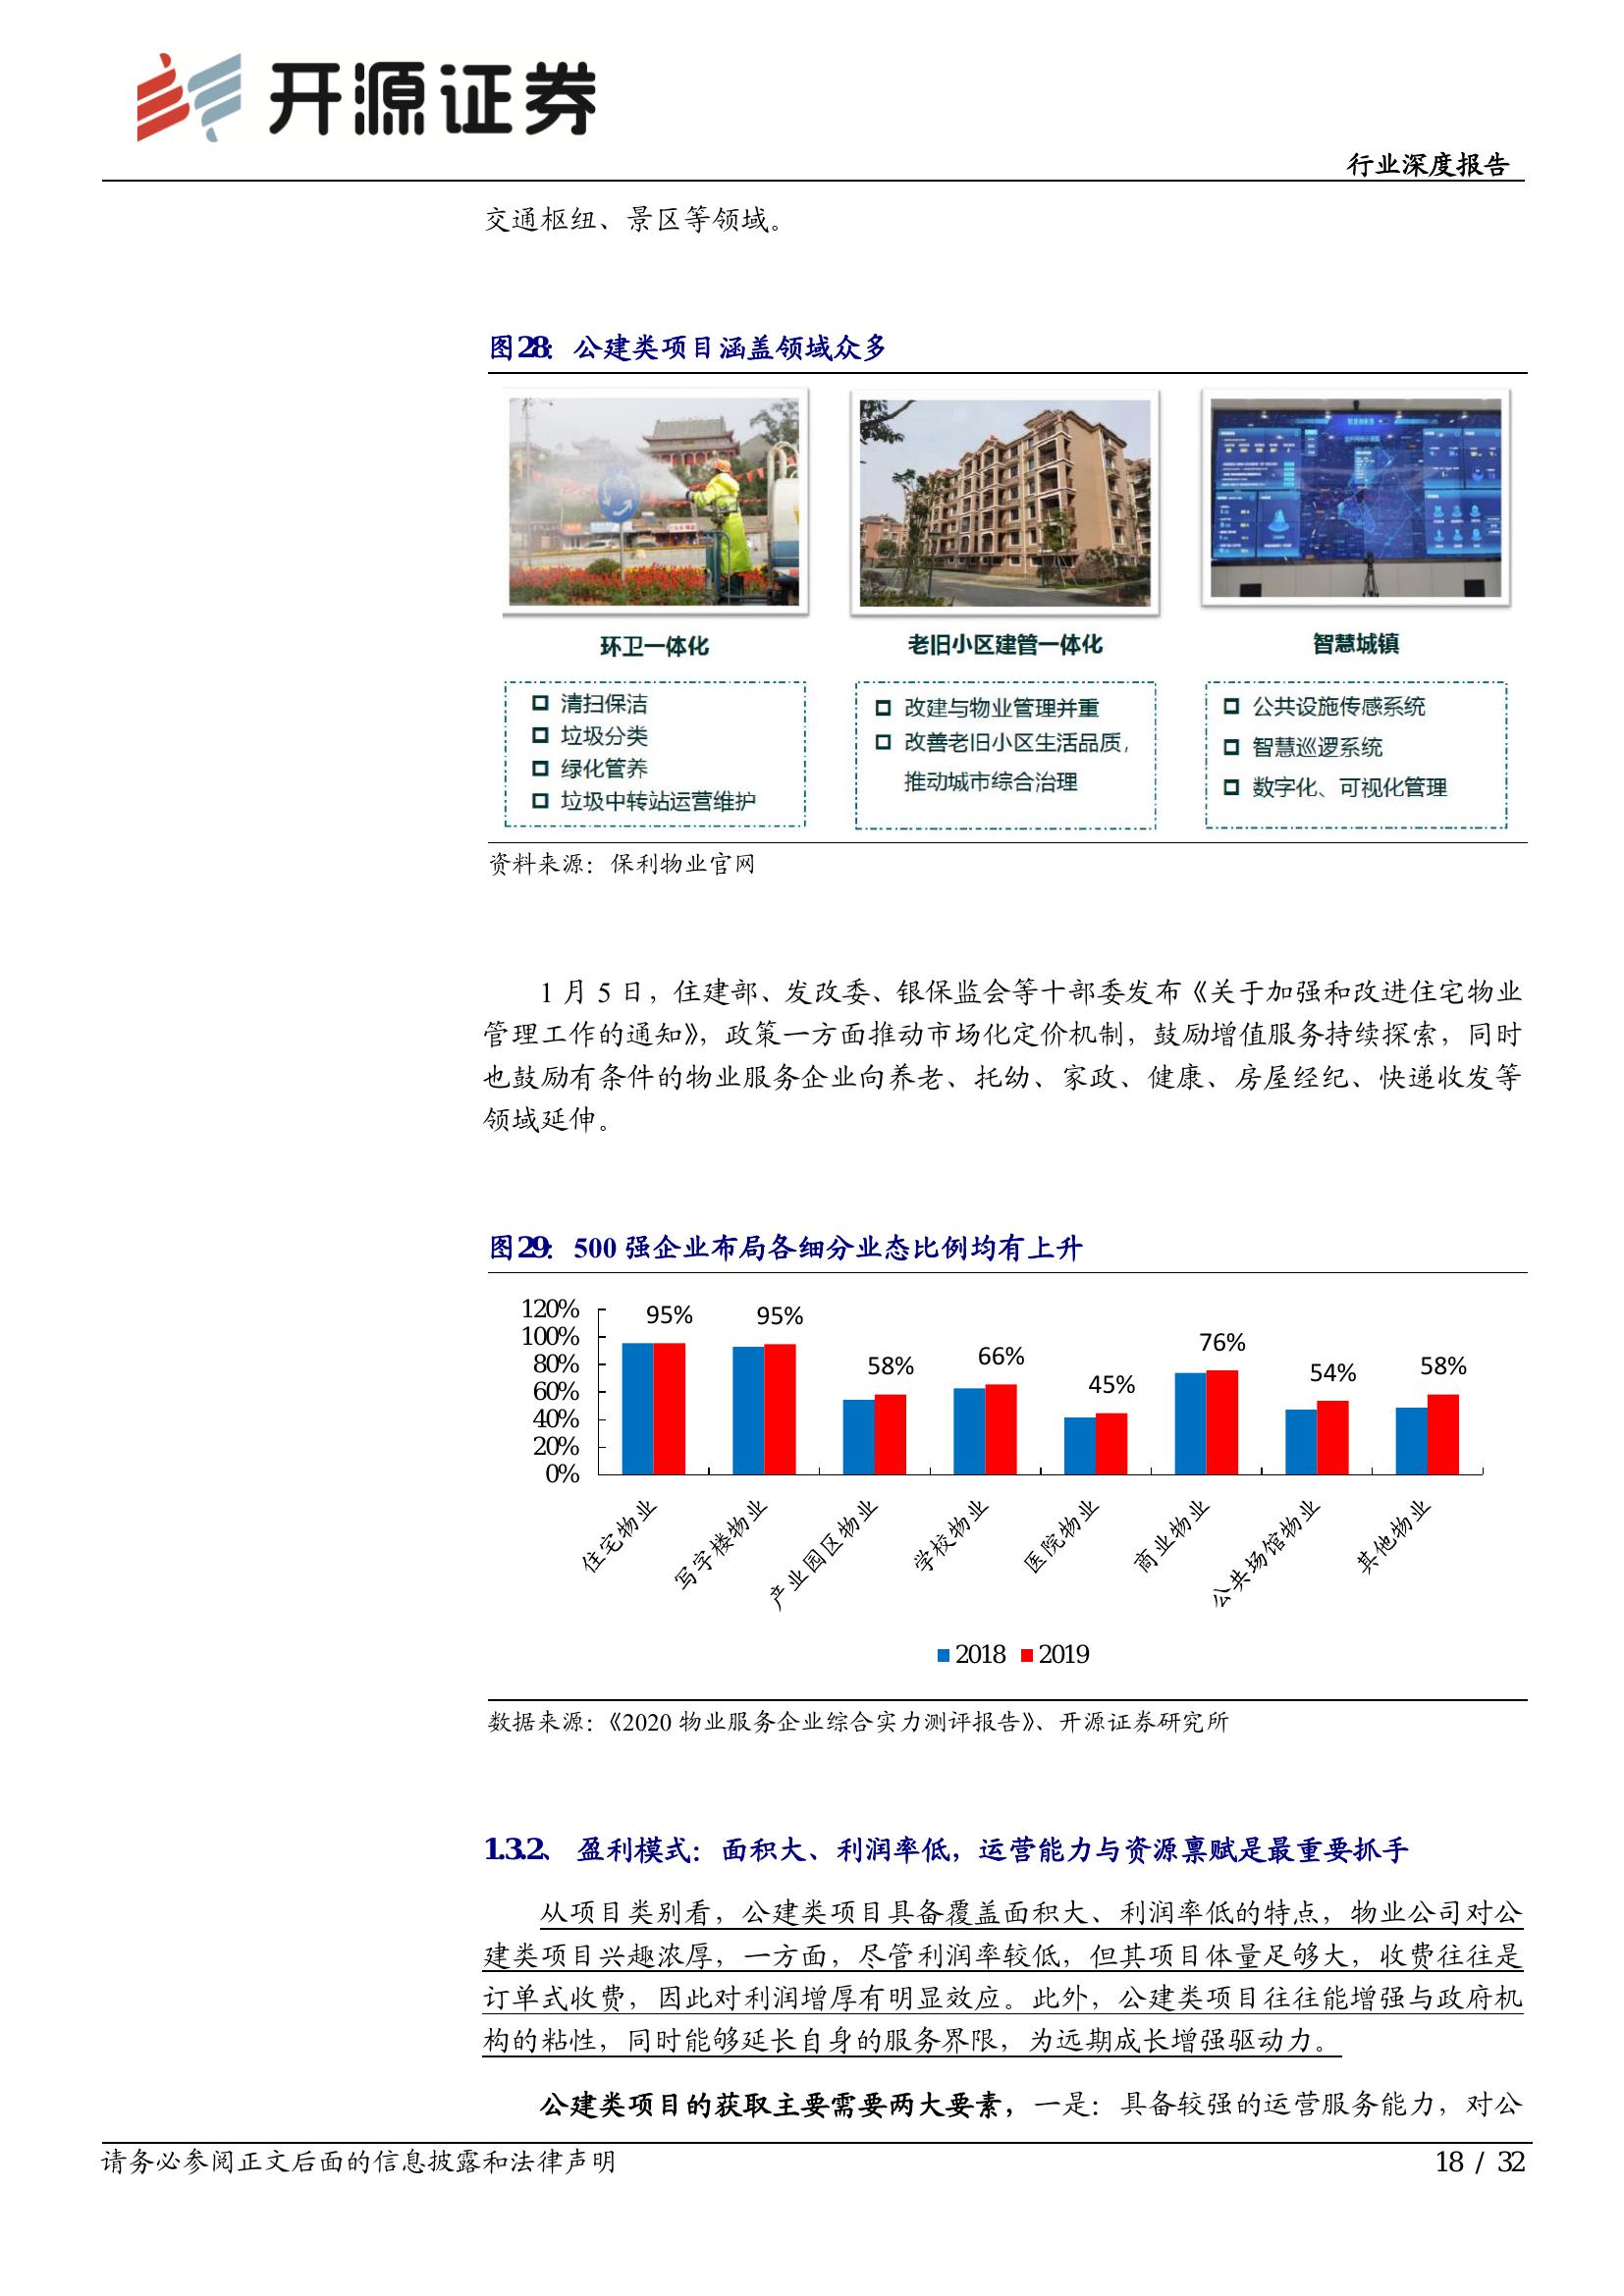 开源证券
行业深度报告
交通枢纽、景区等领域。
图28： 公建类项目涵盖领域众多
环卫一体化
清扫保洁
垃圾分类
绿化管养
垃圾中转站运营维护
老旧小区建管一体化
改建与物业管理并重
改善老旧小区生活品质，
推动城市综合治理
智慧城镇
公共设施传感系统
智慧巡逻系统
数字化、可视化管理
资料来源：保利物业官网
1 月 5 日，住建部、发改委、银保监会等十部委发布《关于加强和改进住宅物业
管理工作的通知》，政策一方面推动市场化定价机制，鼓励增值服务持续探索，同时
也鼓励有条件的物业服务企业向养老、托幼、家政、健康、房屋经纪、快递收发等
领域延伸。
图29： 500 强企业布局各细分业态比例均有上升
120%
100%
80%
60%
40%
20%
0%
95%
95%
58%
66%
45%
76%
54%
58%
住宅物业
写字楼物业
产业园区物业
学校物业
医院物业
商业物业
公共场馆物业
其他物业
2018 2019
数据来源：《2020 物业服务企业综合实力测评报告》、开源证券研究所
1.3.2、 盈利模式：面积大、利润率低，运营能力与资源禀赋是最重要抓手
从项目类别看，公建类项目具备覆盖面积大、利润率低的特点，物业公司对公
建类项目兴趣浓厚，一方面，尽管利润率较低，但其项目体量足够大，收费往往是
订单式收费，因此对利润增厚有明显效应。此外，公建类项目往往能增强与政府机
构的粘性，同时能够延长自身的服务界限，为远期成长增强驱动力。
公建类项目的获取主要需要两大要素，一是：具备较强的运营服务能力，对公
请务必参阅正文后面的信息披露和法律声明
18 / 32